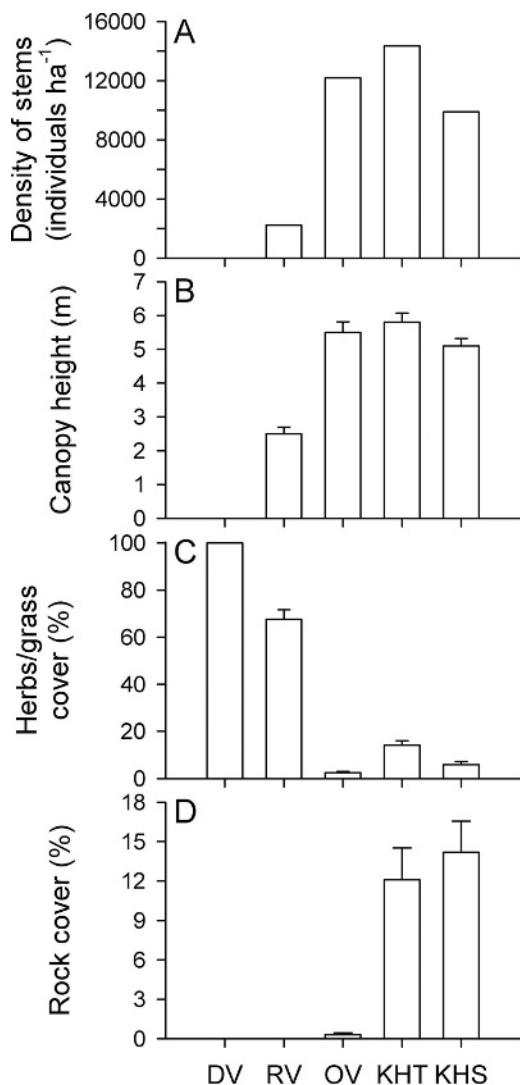 A
Density of stems
(individuals ha⁻¹)
16000
12000
8000
4000
0
B
Canopy height (m)
7
6
5
4
3
2
1
0
C
Herbs/grass
cover (%)
100
80
60
40
20
0
D
Rock cover (%)
18
15
12
9
6
3
0
DV RV OV KHT KHS